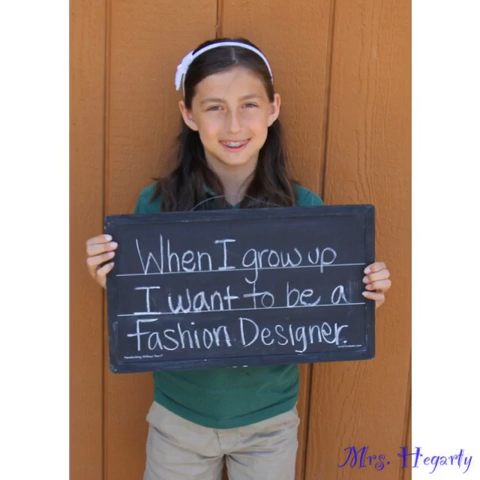 When I grow up
I want to be a
Fashion Designer.
Mrs. Hegarty